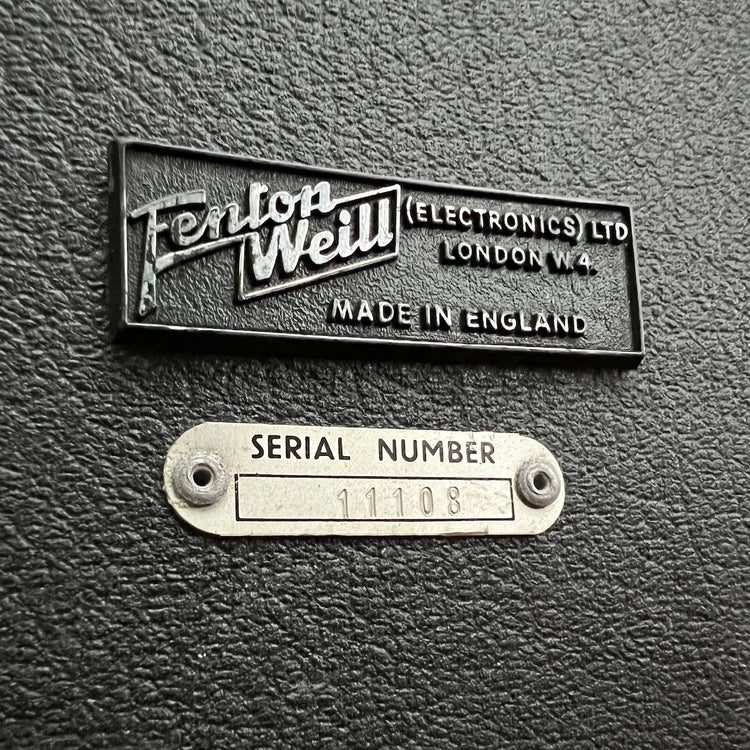 Fenton
Weill
(ELECTRONICS) LTD
LONDON W.4.
MADE IN ENGLAND
SERIAL NUMBER
11108